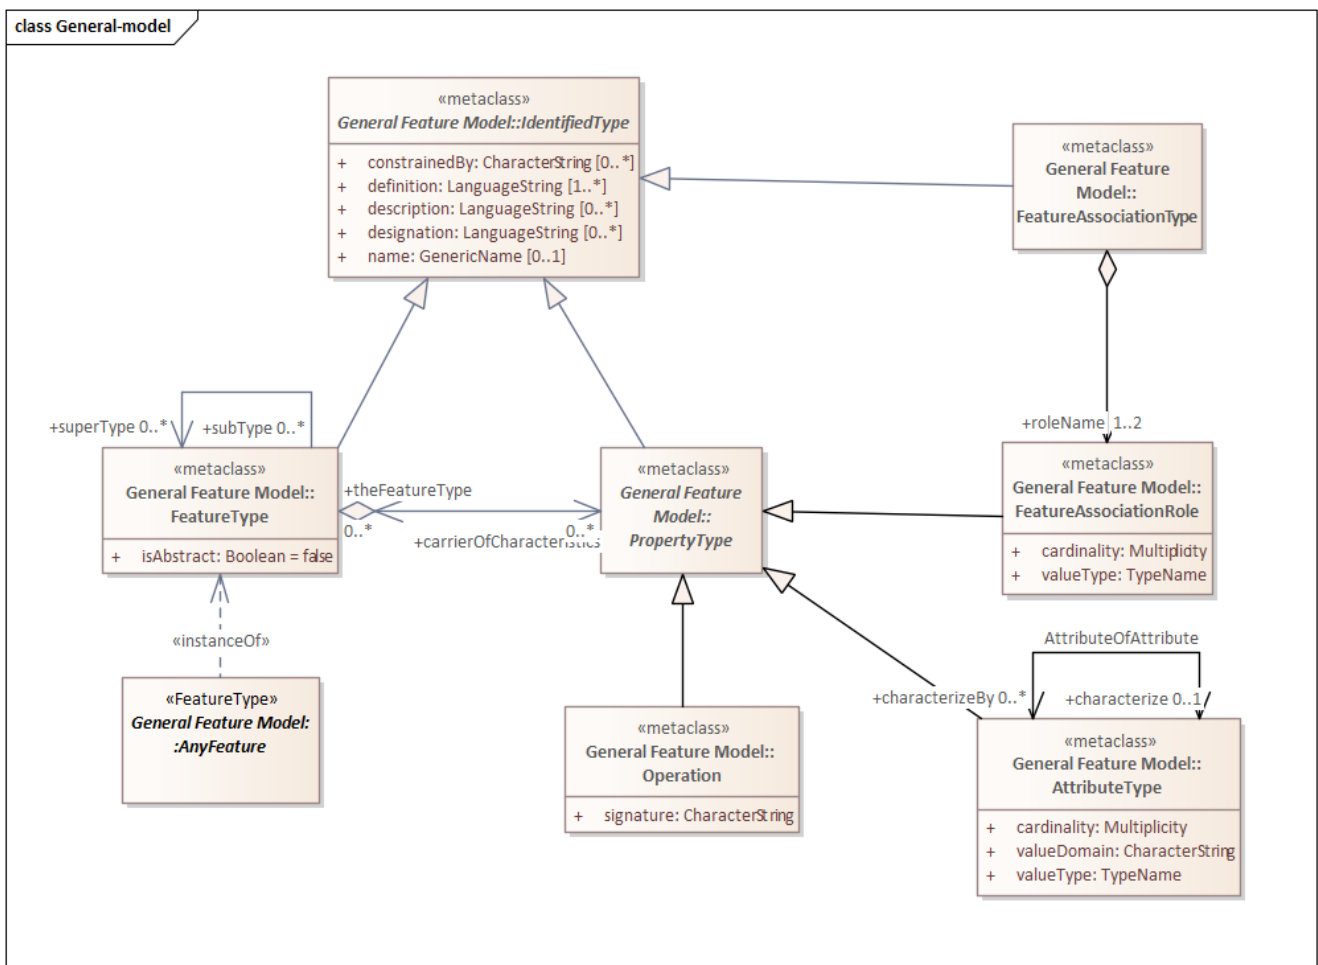 class General-model
«metaclass»
General Feature Model::IdentifiedType
+ constrainedBy: CharacterString [0..*]
+ definition: LanguageString [1..*]
+ description: LanguageString [0..*]
+ designation: LanguageString [0..*]
+ name: GenericName [0..1]
«metaclass»
General Feature
Model::
FeatureAssociationType
+superType 0..*
+subType 0..*
+roleName 1..2
«metaclass»
General Feature Model::
FeatureType
+ isAbstract: Boolean = false
+theFeatureType
0..*
0..*
+carrierOfCharacteristics
«metaclass»
General Feature
Model::
PropertyType
«metaclass»
General Feature Model::
FeatureAssociationRole
+ cardinality: Multiplicity
+ valueType: TypeName
«instanceOf»
«FeatureType»
General Feature Model:
:AnyFeature
AttributeOfAttribute
+characterizeBy 0..*
+characterize 0..1
«metaclass»
General Feature Model::
Operation
+ signature: CharacterString
«metaclass»
General Feature Model::
AttributeType
+ cardinality: Multiplicity
+ valueDomain: CharacterString
+ valueType: TypeName